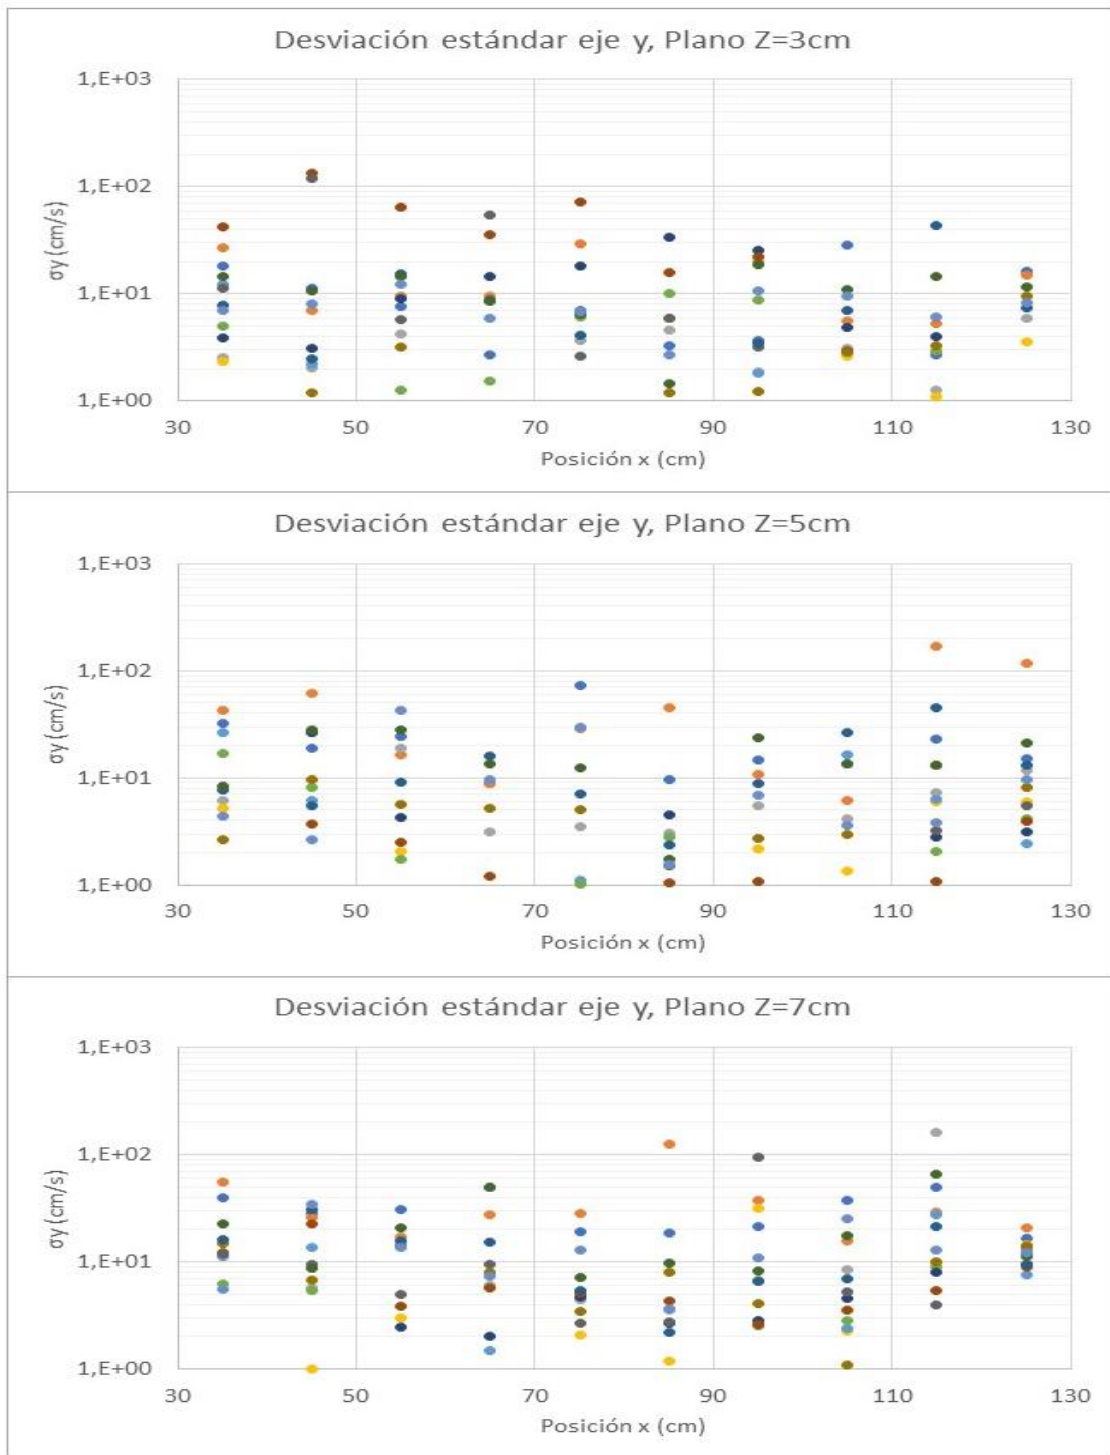 Desviación estándar eje y, Plano Z=3cm
1,E+03
1,E+02
1,E+01
1,E+00
σy (cm/s)
30 50 70 90 110 130
Posición x (cm)
Desviación estándar eje y, Plano Z=5cm
1,E+03
1,E+02
1,E+01
1,E+00
σy (cm/s)
30 50 70 90 110 130
Posición x (cm)
Desviación estándar eje y, Plano Z=7cm
1,E+03
1,E+02
1,E+01
1,E+00
σy (cm/s)
30 50 70 90 110 130
Posición x (cm)